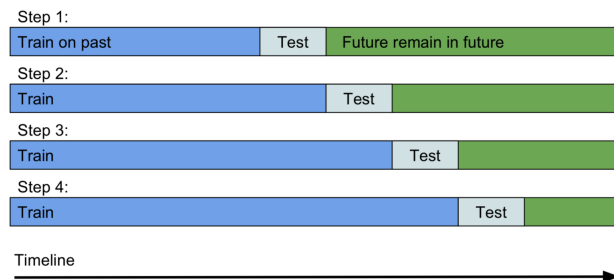 Step 1:
Train on past Test Future remain in future
Step 2:
Train Test
Step 3:
Train Test
Step 4:
Train Test
Timeline